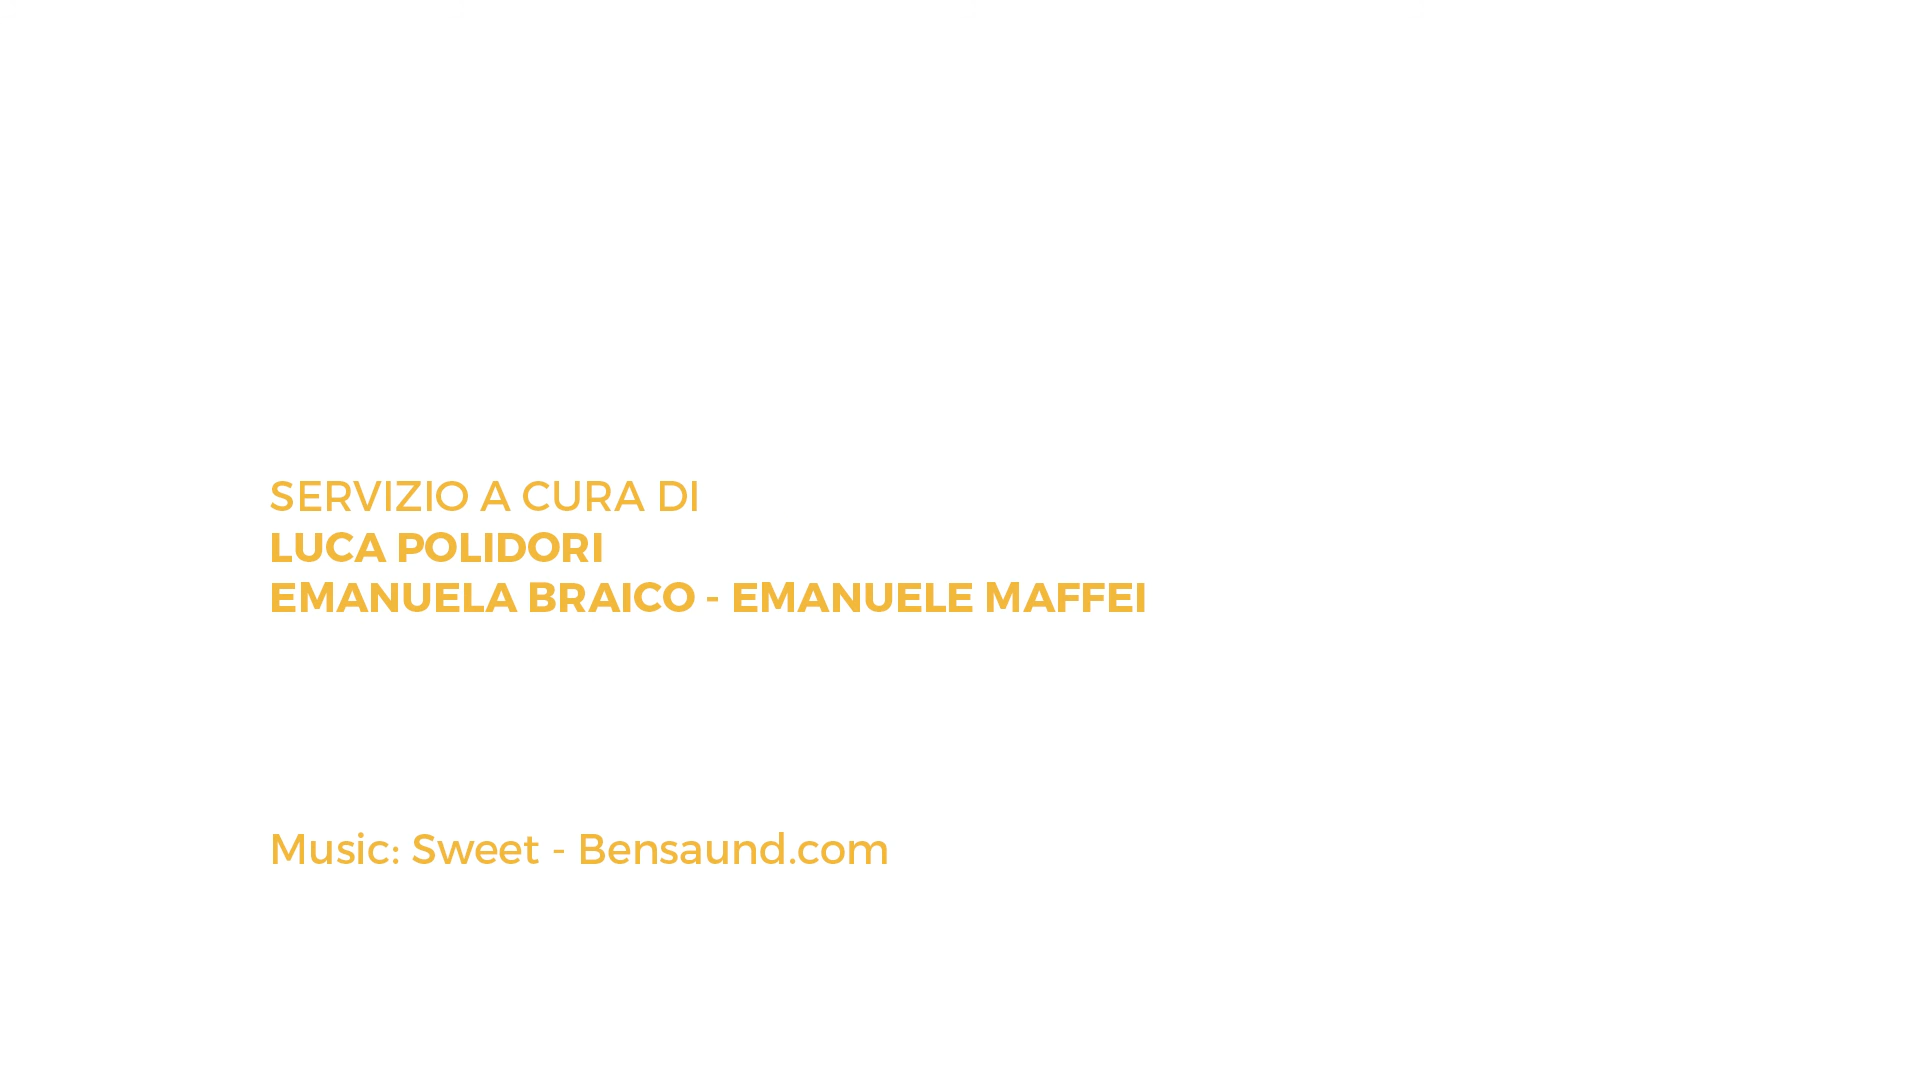 SERVIZIO A CURA DI
LUCA POLIDORI
EMANUELA BRAICO - EMANUELE MAFFEI
Music: Sweet - Bensaund.com